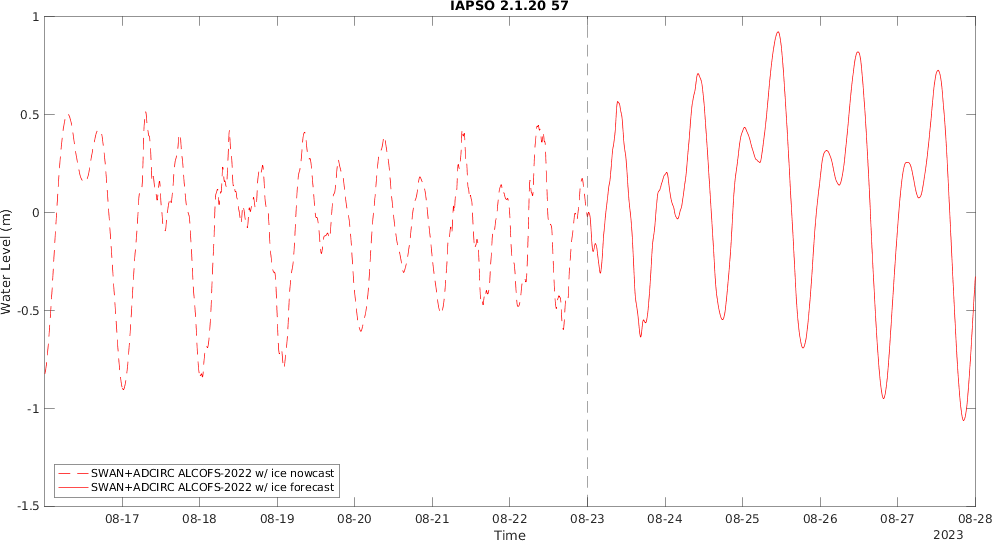 IAPSO 2.1.20 57
1
0.5
0
-0.5
-1
-1.5
Water Level (m)
SWAN+ADCIRC ALCOFS-2022 w/ ice nowcast
SWAN+ADCIRC ALCOFS-2022 w/ ice forecast
08-17 08-18 08-19 08-20 08-21 08-22 08-23 08-24 08-25 08-26 08-27 08-28
Time
2023